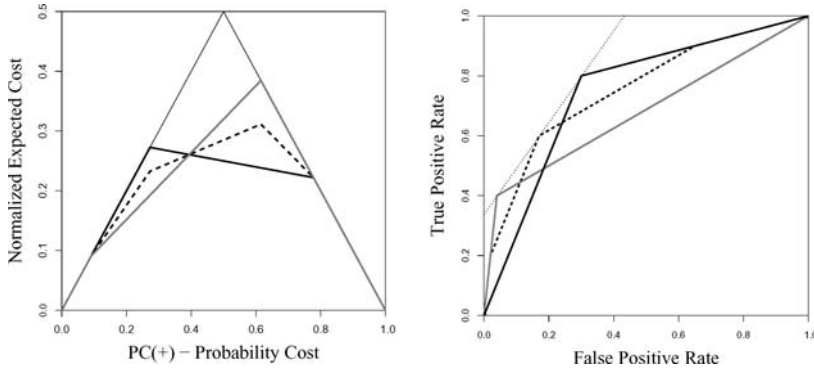 Normalized Expected Cost
0.5
0.4
0.3
0.2
0.1
0.0
0.0 0.2 0.4 0.6 0.8 1.0
PC(+) − Probability Cost
True Positive Rate
1.0
0.8
0.6
0.4
0.2
0.0
0.0 0.2 0.4 0.6 0.8 1.0
False Positive Rate